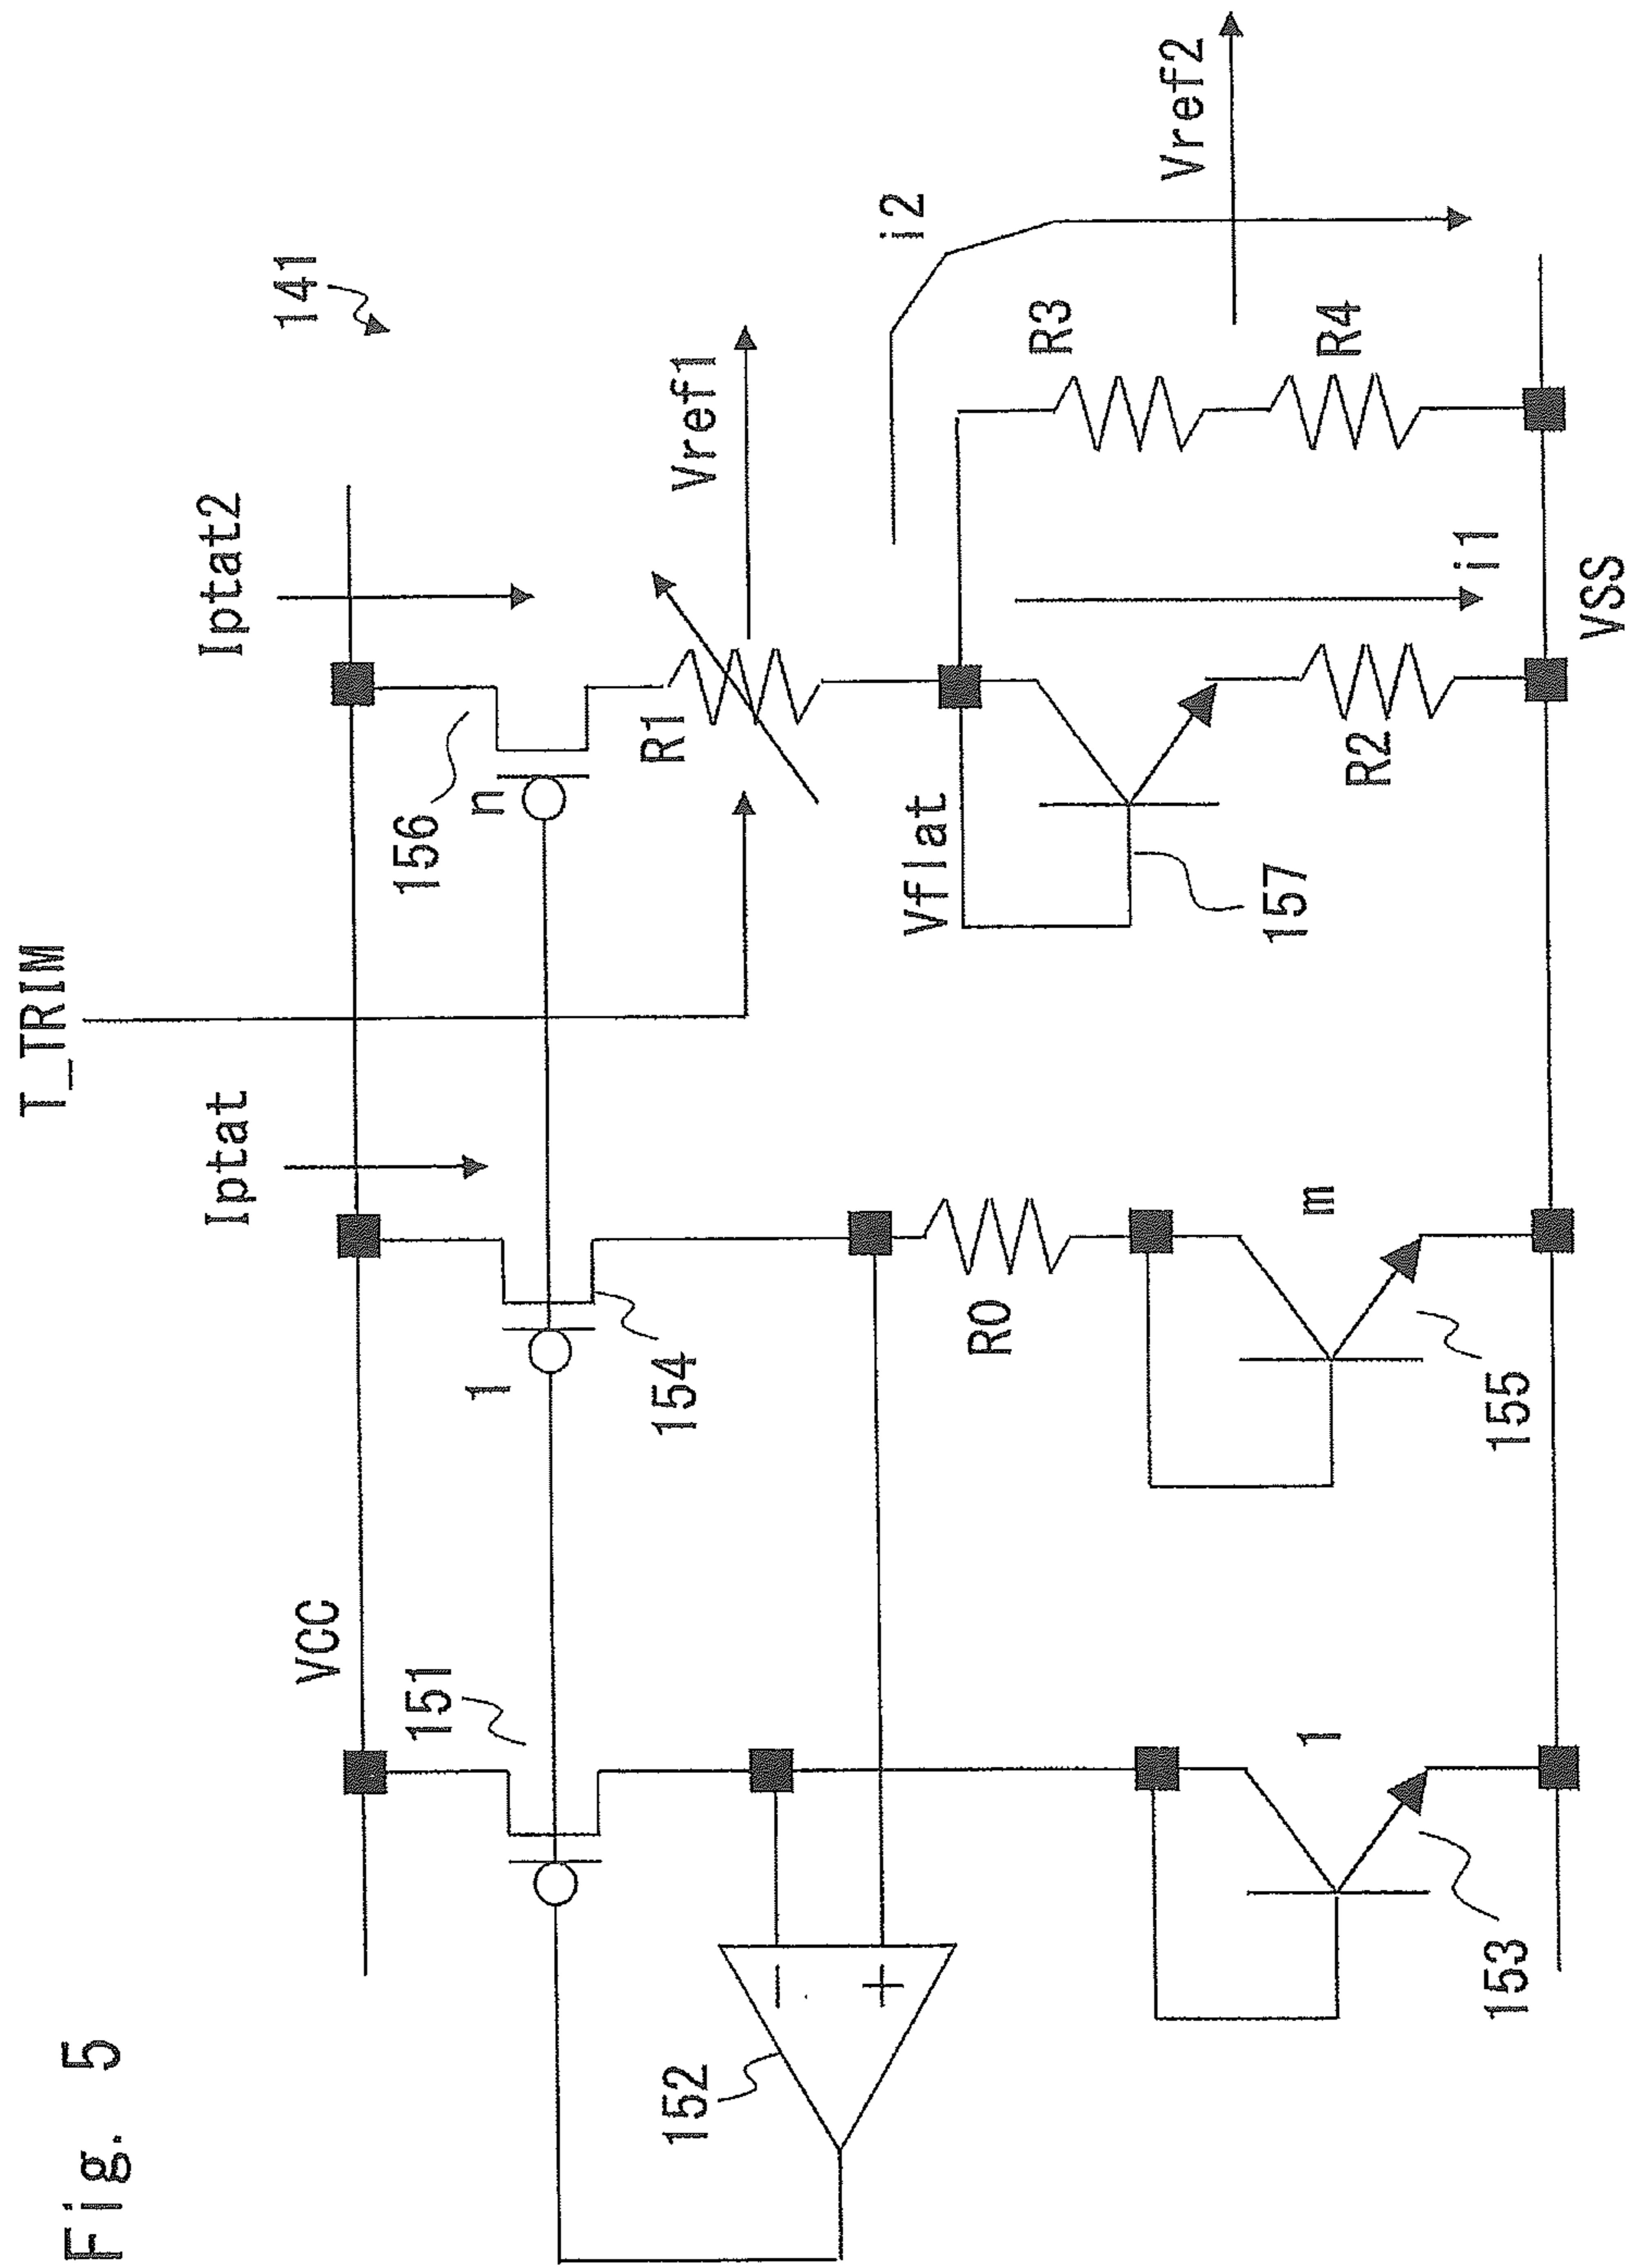 Fig. 5
141
T_TRIM
Iptat
Iptat2
VCC
151
1
154
156
n
R1
Vref1
152
-
+
R0
Vflat
i2
Vref2
153
1
155
m
157
R2
i1
R3
R4
VSS